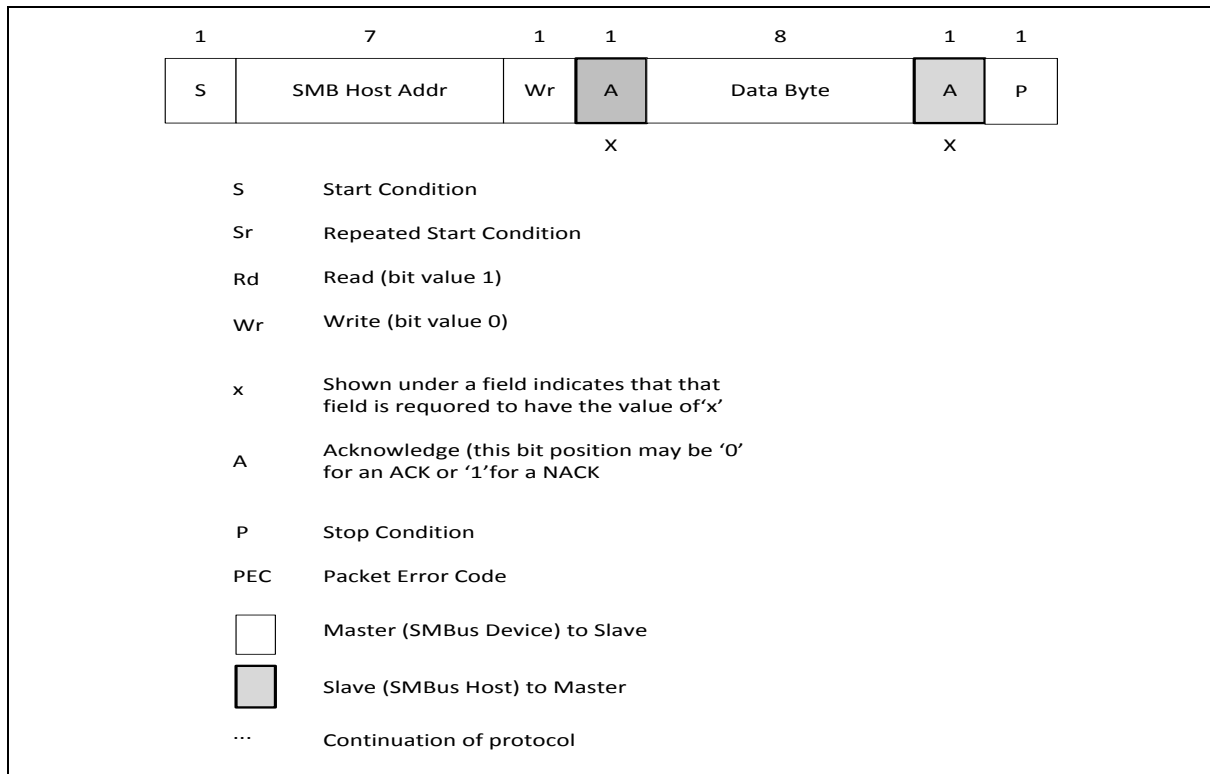 1 7 1 1 8 1 1
S SMB Host Addr Wr A Data Byte A P
X X
S Start Condition
Sr Repeated Start Condition
Rd Read (bit value 1)
Wr Write (bit value 0)
x Shown under a field indicates that that
field is requored to have the value of‘x’
A Acknowledge (this bit position may be ‘0’
for an ACK or ‘1’for a NACK
P Stop Condition
PEC Packet Error Code
Master (SMBus Device) to Slave
Slave (SMBus Host) to Master
... Continuation of protocol